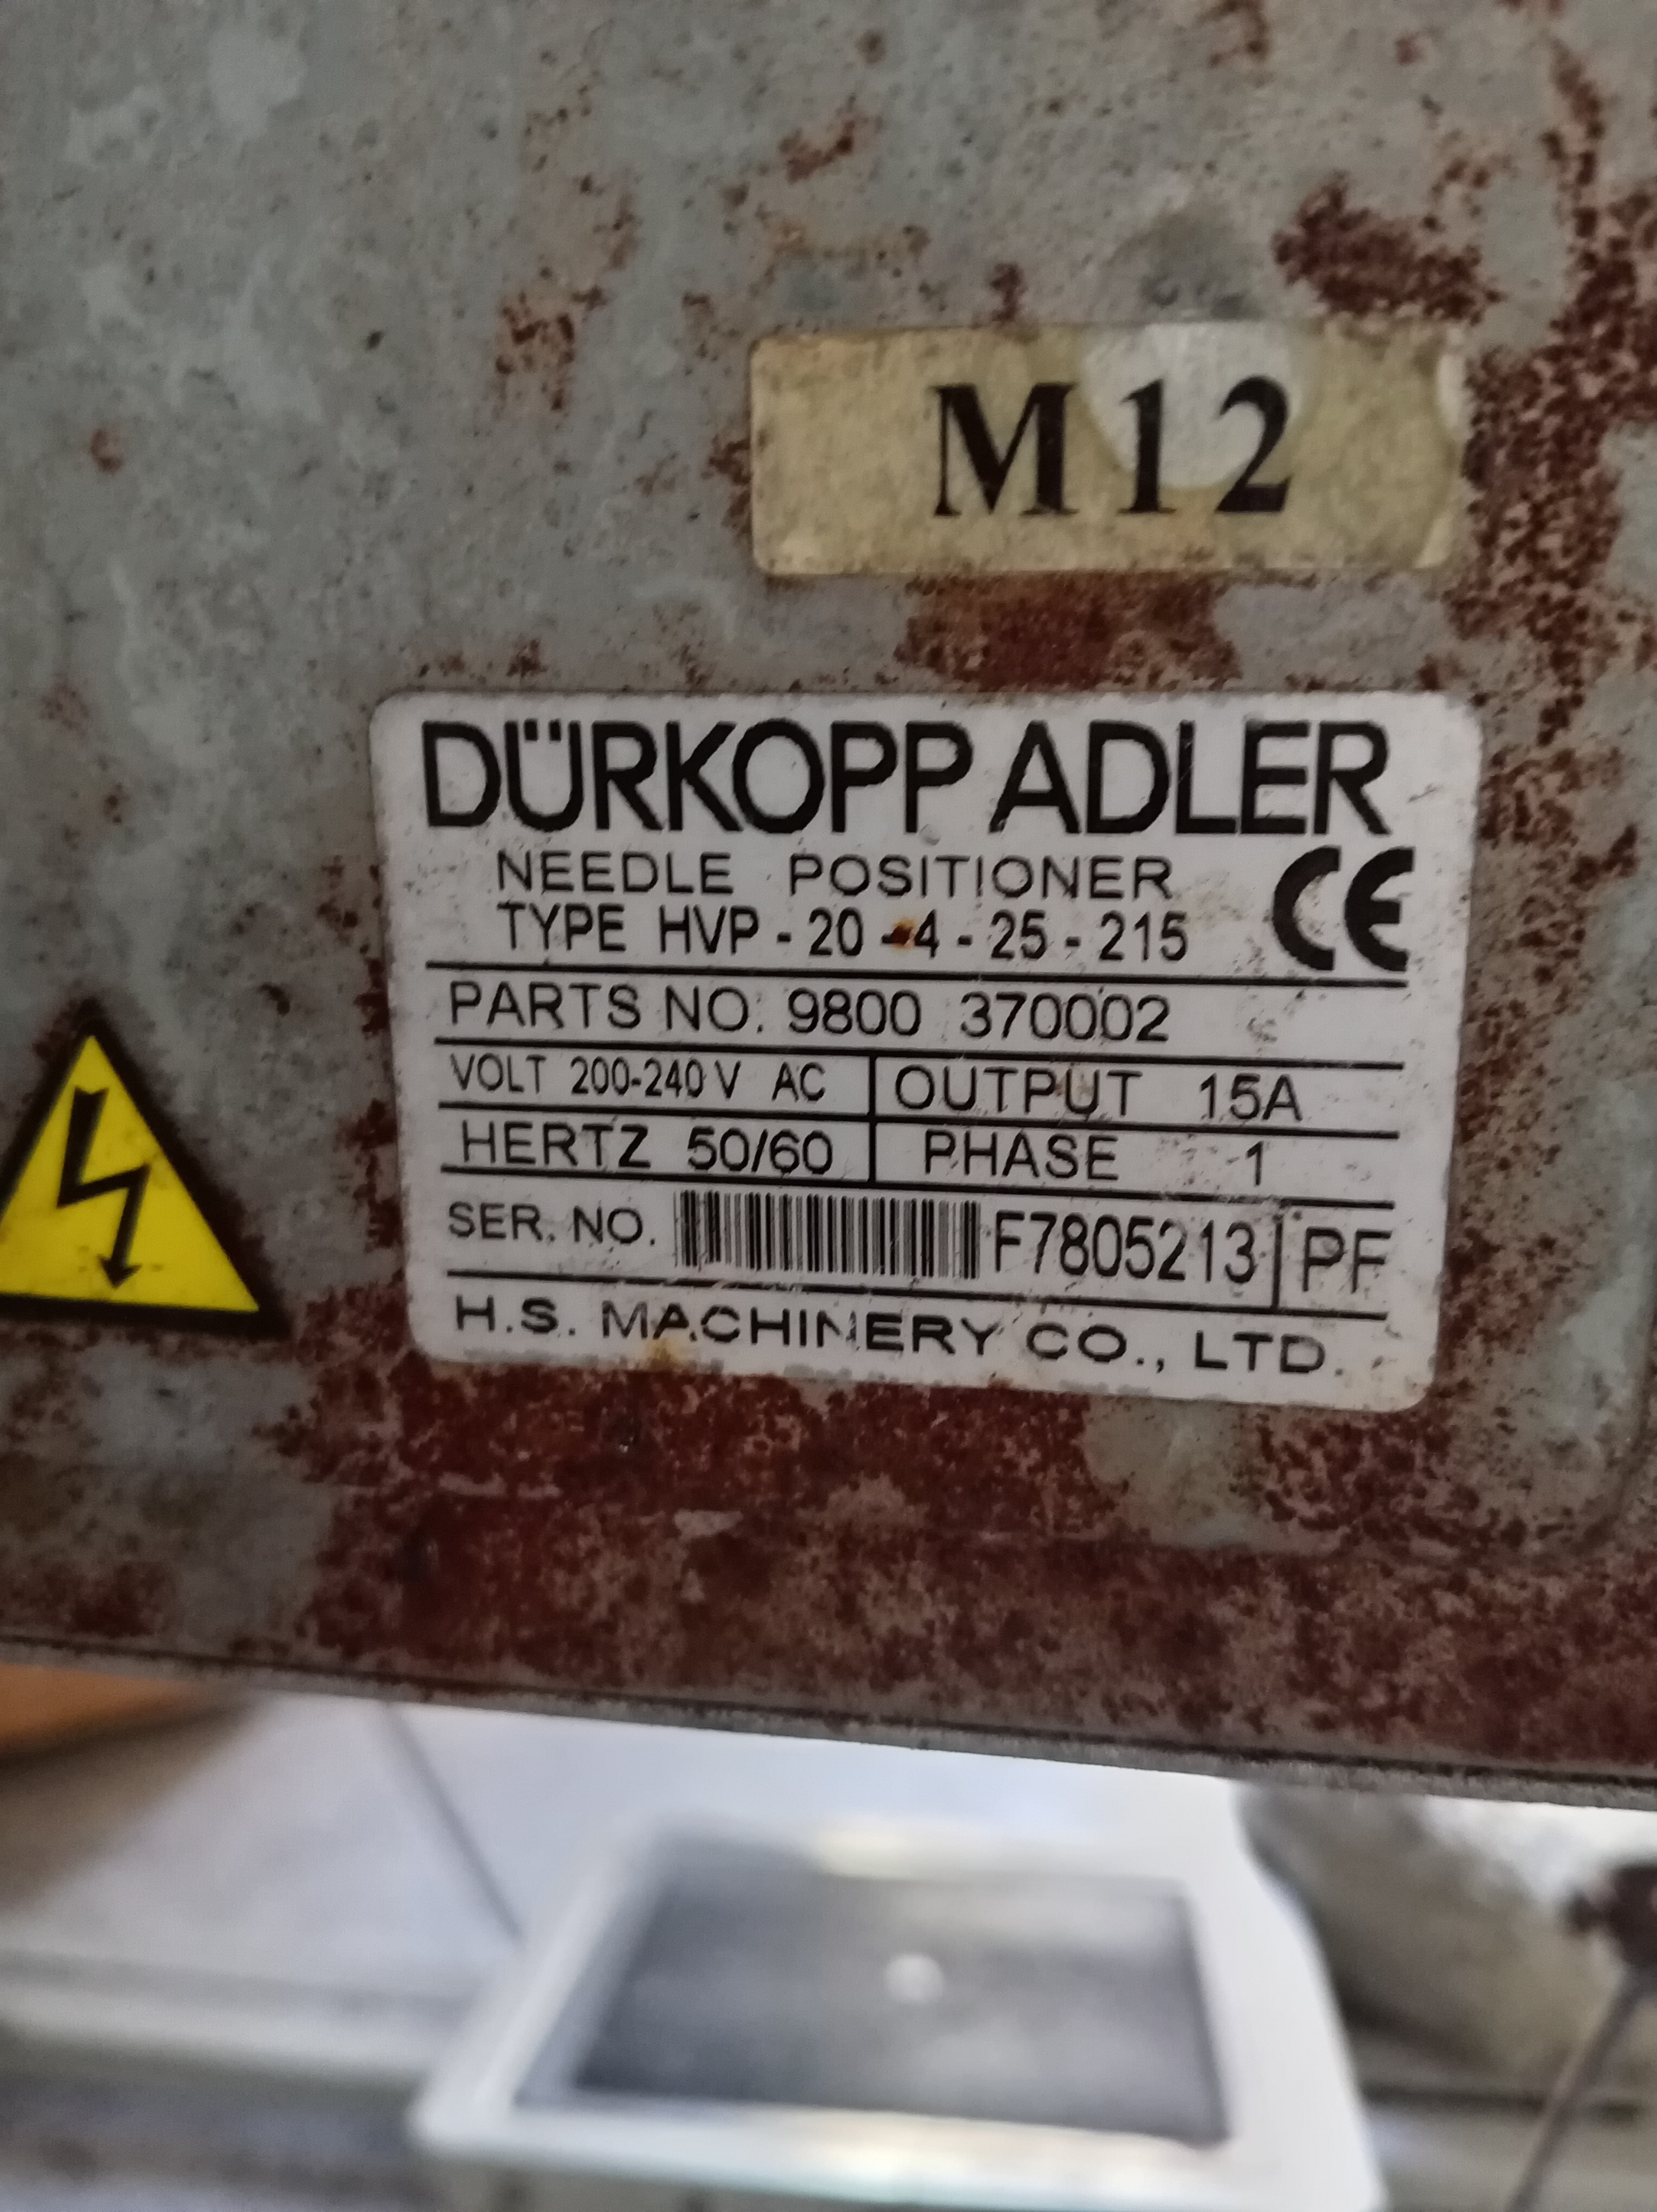 M12
DÜRKOPP ADLER
NEEDLE POSITIONER
TYPE HVP - 20 - 4 - 25 - 215 CE
PARTS NO. 9800 370002
VOLT 200-240 V AC OUTPUT 15A
HERTZ 50/60 PHASE 1
SER. NO. F7805213 PF
H.S. MACHINERY CO., LTD.